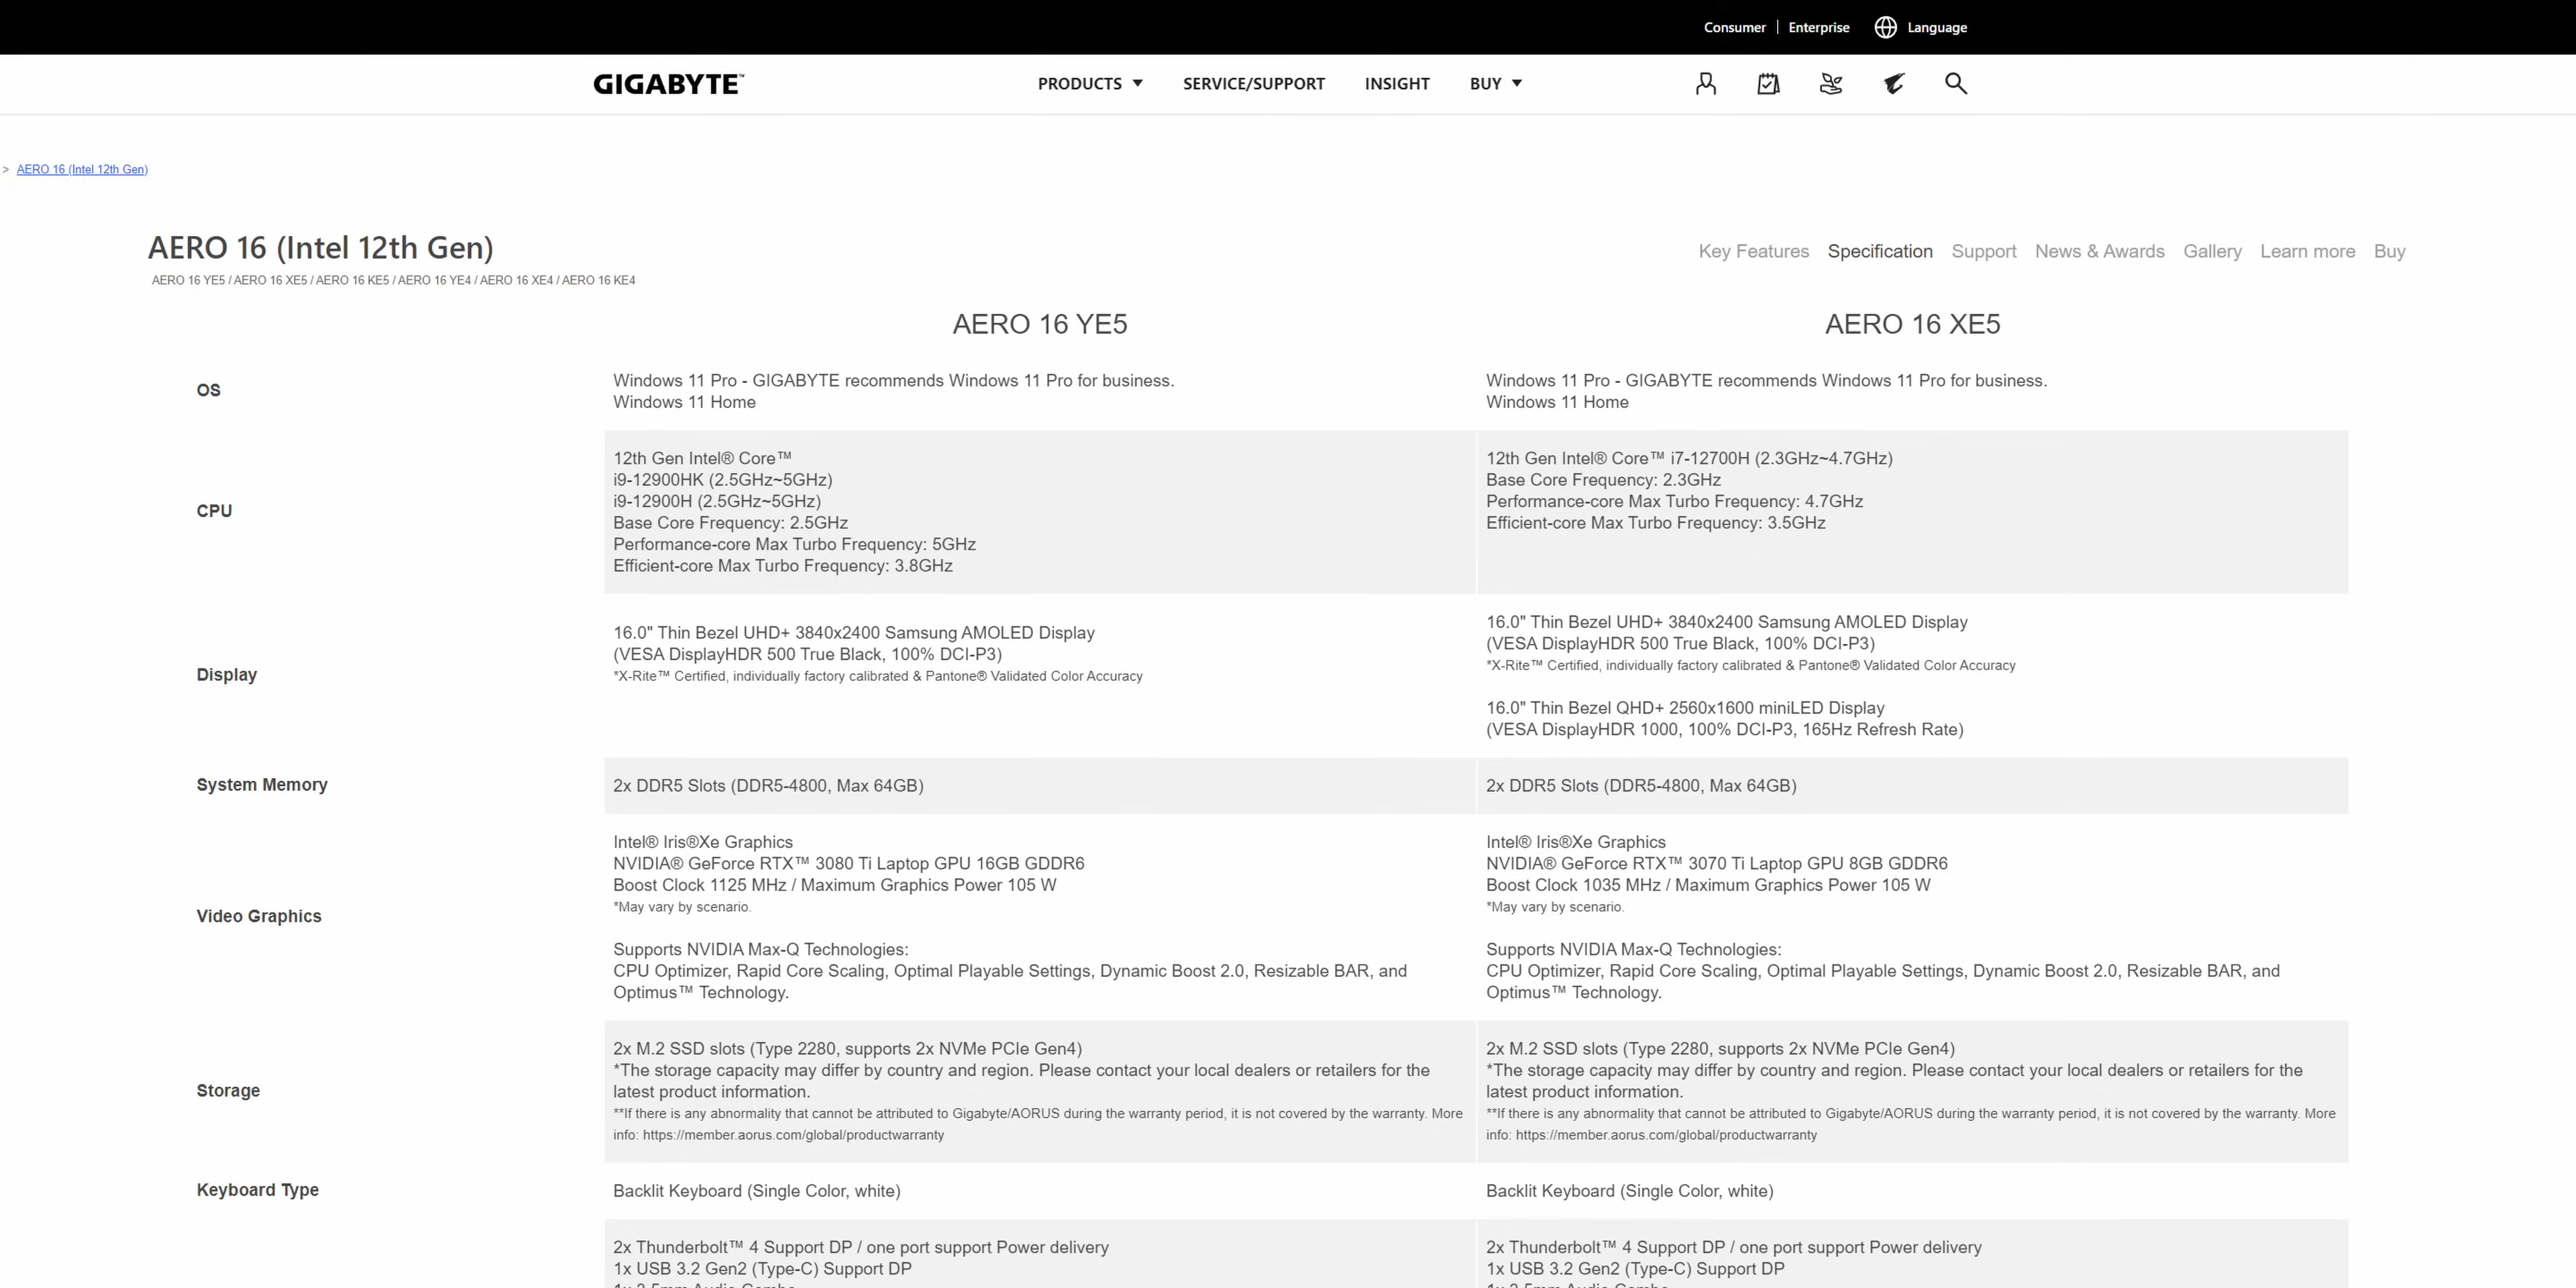 Consumer | Enterprise Language
GIGABYTE™ PRODUCTS SERVICE/SUPPORT INSIGHT BUY
> AERO 16 (Intel 12th Gen)
AERO 16 (Intel 12th Gen)
AERO 16 YE5 / AERO 16 XE5 / AERO 16 KE5 / AERO 16 YE4 / AERO 16 XE4 / AERO 16 KE4
Key Features Specification Support News & Awards Gallery Learn more Buy
AERO 16 YE5
AERO 16 XE5
OS
Windows 11 Pro - GIGABYTE recommends Windows 11 Pro for business.
Windows 11 Home
Windows 11 Pro - GIGABYTE recommends Windows 11 Pro for business.
Windows 11 Home
CPU
12th Gen Intel® Core™
i9-12900HK (2.5GHz~5GHz)
i9-12900H (2.5GHz~5GHz)
Base Core Frequency: 2.5GHz
Performance-core Max Turbo Frequency: 5GHz
Efficient-core Max Turbo Frequency: 3.8GHz
12th Gen Intel® Core™ i7-12700H (2.3GHz~4.7GHz)
Base Core Frequency: 2.3GHz
Performance-core Max Turbo Frequency: 4.7GHz
Efficient-core Max Turbo Frequency: 3.5GHz
Display
16.0" Thin Bezel UHD+ 3840x2400 Samsung AMOLED Display
(VESA DisplayHDR 500 True Black, 100% DCI-P3)
*X-Rite™ Certified, individually factory calibrated & Pantone® Validated Color Accuracy
16.0" Thin Bezel UHD+ 3840x2400 Samsung AMOLED Display
(VESA DisplayHDR 500 True Black, 100% DCI-P3)
*X-Rite™ Certified, individually factory calibrated & Pantone® Validated Color Accuracy
16.0" Thin Bezel QHD+ 2560x1600 miniLED Display
(VESA DisplayHDR 1000, 100% DCI-P3, 165Hz Refresh Rate)
System Memory
2x DDR5 Slots (DDR5-4800, Max 64GB)
2x DDR5 Slots (DDR5-4800, Max 64GB)
Video Graphics
Intel® Iris®Xe Graphics
NVIDIA® GeForce RTX™ 3080 Ti Laptop GPU 16GB GDDR6
Boost Clock 1125 MHz / Maximum Graphics Power 105 W
*May vary by scenario.
Supports NVIDIA Max-Q Technologies:
CPU Optimizer, Rapid Core Scaling, Optimal Playable Settings, Dynamic Boost 2.0, Resizable BAR, and
Optimus™ Technology.
Intel® Iris®Xe Graphics
NVIDIA® GeForce RTX™ 3070 Ti Laptop GPU 8GB GDDR6
Boost Clock 1035 MHz / Maximum Graphics Power 105 W
*May vary by scenario.
Supports NVIDIA Max-Q Technologies:
CPU Optimizer, Rapid Core Scaling, Optimal Playable Settings, Dynamic Boost 2.0, Resizable BAR, and
Optimus™ Technology.
Storage
2x M.2 SSD slots (Type 2280, supports 2x NVMe PCIe Gen4)
*The storage capacity may differ by country and region. Please contact your local dealers or retailers for the
latest product information.
**If there is any abnormality that cannot be attributed to Gigabyte/AORUS during the warranty period, it is not covered by the warranty. More
info: https://member.aorus.com/global/productwarranty
2x M.2 SSD slots (Type 2280, supports 2x NVMe PCIe Gen4)
*The storage capacity may differ by country and region. Please contact your local dealers or retailers for the
latest product information.
**If there is any abnormality that cannot be attributed to Gigabyte/AORUS during the warranty period, it is not covered by the warranty. More
info: https://member.aorus.com/global/productwarranty
Keyboard Type
Backlit Keyboard (Single Color, white)
Backlit Keyboard (Single Color, white)
2x Thunderbolt™ 4 Support DP / one port support Power delivery
1x USB 3.2 Gen2 (Type-C) Support DP
2x Thunderbolt™ 4 Support DP / one port support Power delivery
1x USB 3.2 Gen2 (Type-C) Support DP